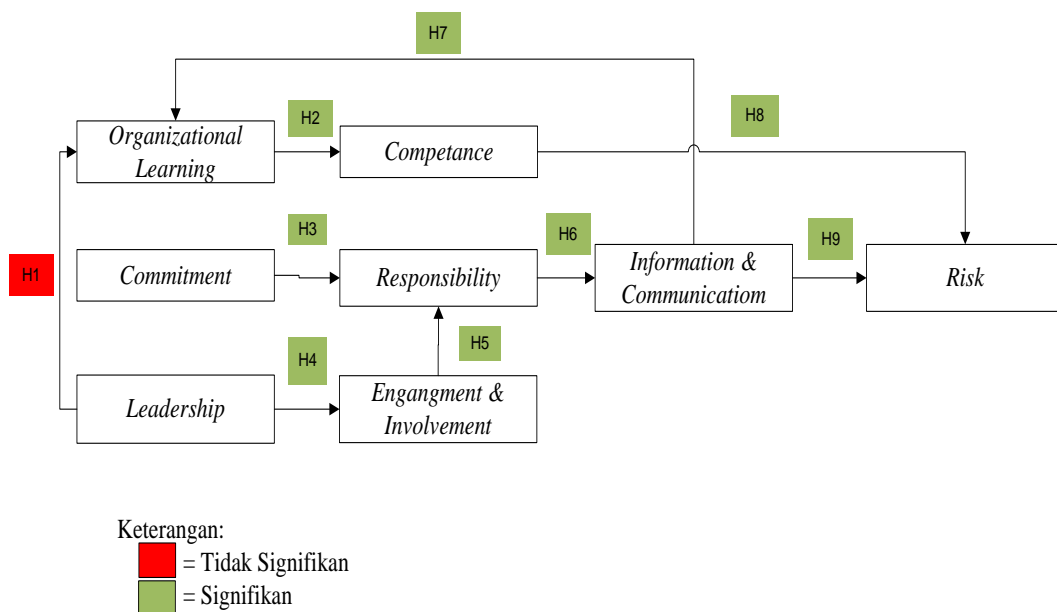 H7
H2
H8
Organizational
Learning
Competance
H3
H6
H9
H1
Commitment
Responsibility
Information &
Communicatiom
Risk
H4
H5
Leadership
Engangment &
Involvement
Keterangan:
= Tidak Signifikan
= Signifikan